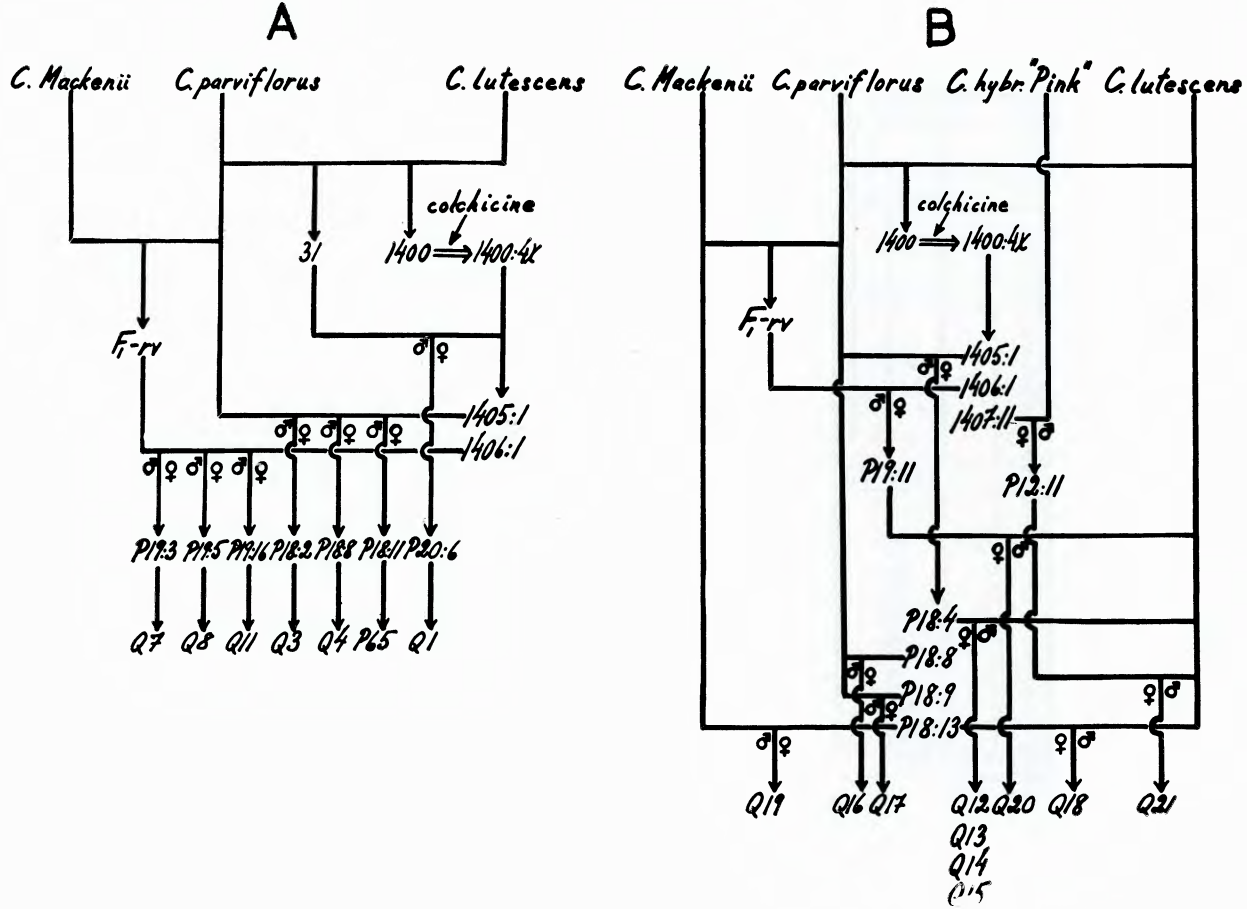 A
C. Mackenii C. parviflorus C. lutescens
colchicine
31 1400 1400:4X
F₁-rv
♂ ♀
1405:1
♂ ♀ ♂ ♀ ♂ ♀
1406:1
♂ ♀ ♂ ♀ ♂ ♀
P19:3 P19:5 P19:16 P18:2 P18:8 P18:11 P20:6
Q7 Q8 Q11 Q3 Q4 P65 Q1
B
C. Mackenii C. parviflorus C. hybr. "Pink" C. lutescens
colchicine
1400 1400:4X
F₁-rv
1405:1
♂ ♀
1406:1
♂ ♀
1407:11
♀ ♂
P19:11 P12:11
♀ ♂
P18:4
♀ ♂
P18:8
♂ ♀
P18:9
♀ ♂
♂ ♀
P18:13
♂ ♀ ♀ ♂
Q19 Q16 Q17 Q12 Q20 Q18 Q21
Q13
Q14
Q15